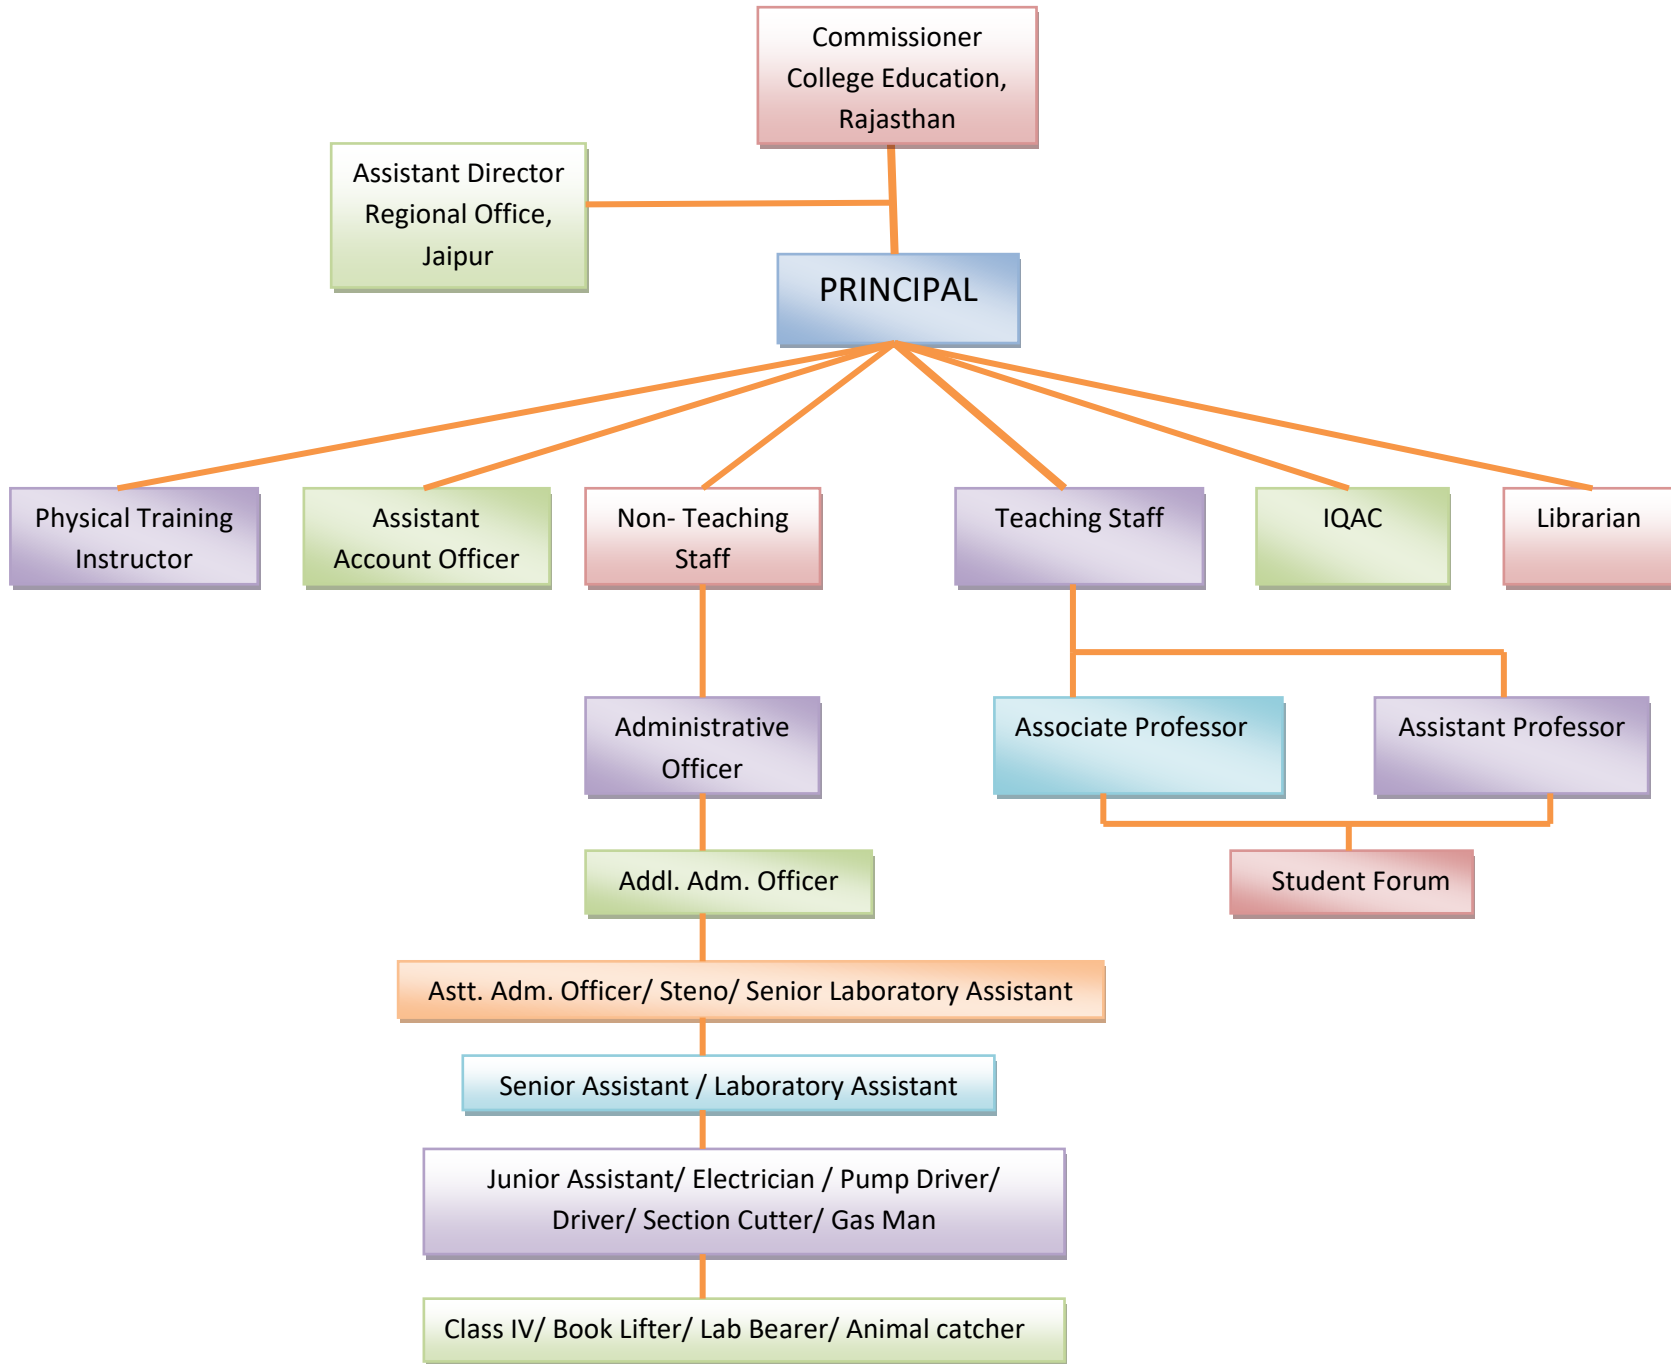 Commissioner
College Education,
Rajasthan
Assistant Director
Regional Office,
Jaipur
PRINCIPAL
Physical Training
Instructor
Assistant
Account Officer
Non- Teaching
Staff
Teaching Staff
IQAC
Librarian
Administrative
Officer
Associate Professor
Assistant Professor
Addl. Adm. Officer
Student Forum
Astt. Adm. Officer/ Steno/ Senior Laboratory Assistant
Senior Assistant / Laboratory Assistant
Junior Assistant/ Electrician / Pump Driver/
Driver/ Section Cutter/ Gas Man
Class IV/ Book Lifter/ Lab Bearer/ Animal catcher